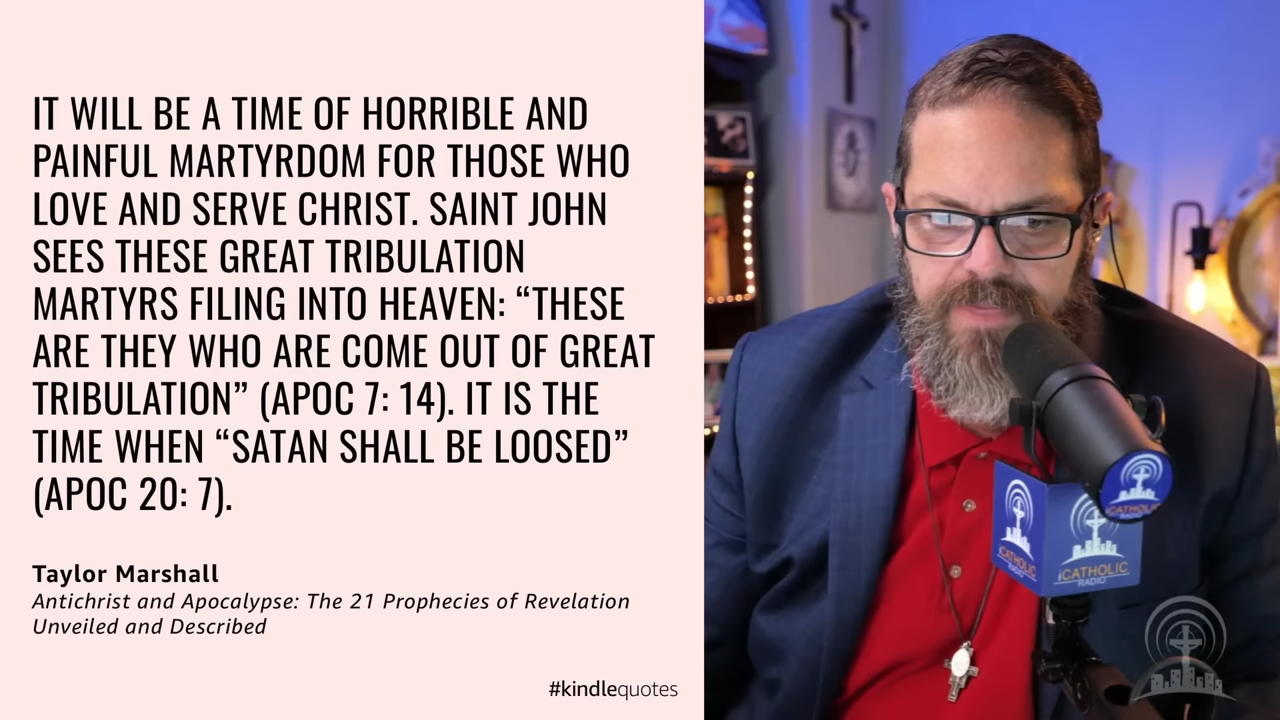 IT WILL BE A TIME OF HORRIBLE AND
PAINFUL MARTYRDOM FOR THOSE WHO
LOVE AND SERVE CHRIST. SAINT JOHN
SEES THESE GREAT TRIBULATION
MARTYRS FILING INTO HEAVEN: “THESE
ARE THEY WHO ARE COME OUT OF GREAT
TRIBULATION” (APOC 7: 14). IT IS THE
TIME WHEN “SATAN SHALL BE LOOSED”
(APOC 20: 7).
Taylor Marshall
Antichrist and Apocalypse: The 21 Prophecies of Revelation
Unveiled and Described
#kindlequotes
iCATHOLIC
RADIO
iCATHOLIC
RADIO
iCATHOLIC
RADIO